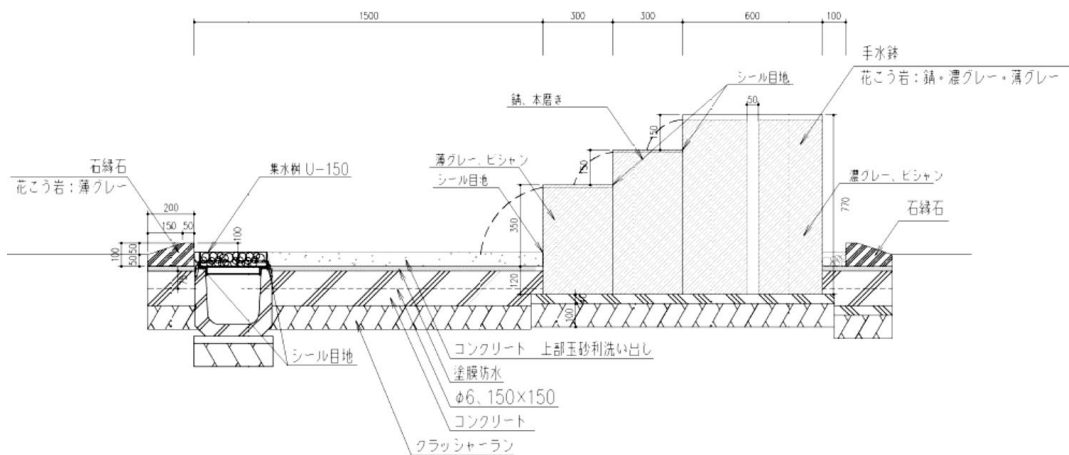 1500
300
300
600
100
手水鉢
花こう岩：錆・濃グレー・薄グレー
シール目地
錆、本磨き
50
150
150
薄グレー、ビシャン
シール目地
石縁石
花こう岩：薄グレー
集水桝 U-150
濃グレー、ビシャン
石縁石
770
200
150
50
100
100
50
50
350
120
100
コンクリート 上部玉砂利洗い出し
シール目地
塗膜防水
φ6、150×150
コンクリート
クラッシャーラン